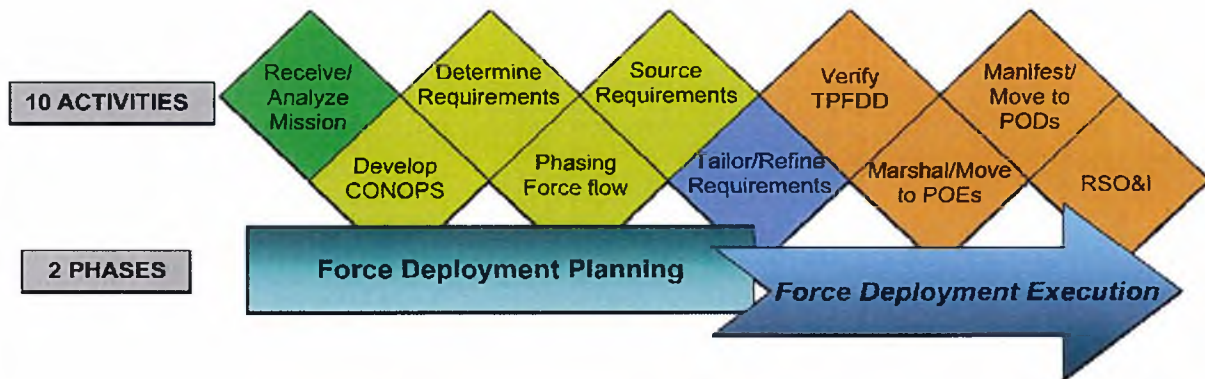 10 ACTIVITIES
Receive/
Analyze
Mission
Develop
CONOPS
Determine
Requirements
Phasing
Force flow
Source
Requirements
Tailor/Refine
Requirements
Verify
TPFDD
Marshal/Move
to POEs
Manifest/
Move to
PODs
RSO&I
2 PHASES
Force Deployment Planning
Force Deployment Execution